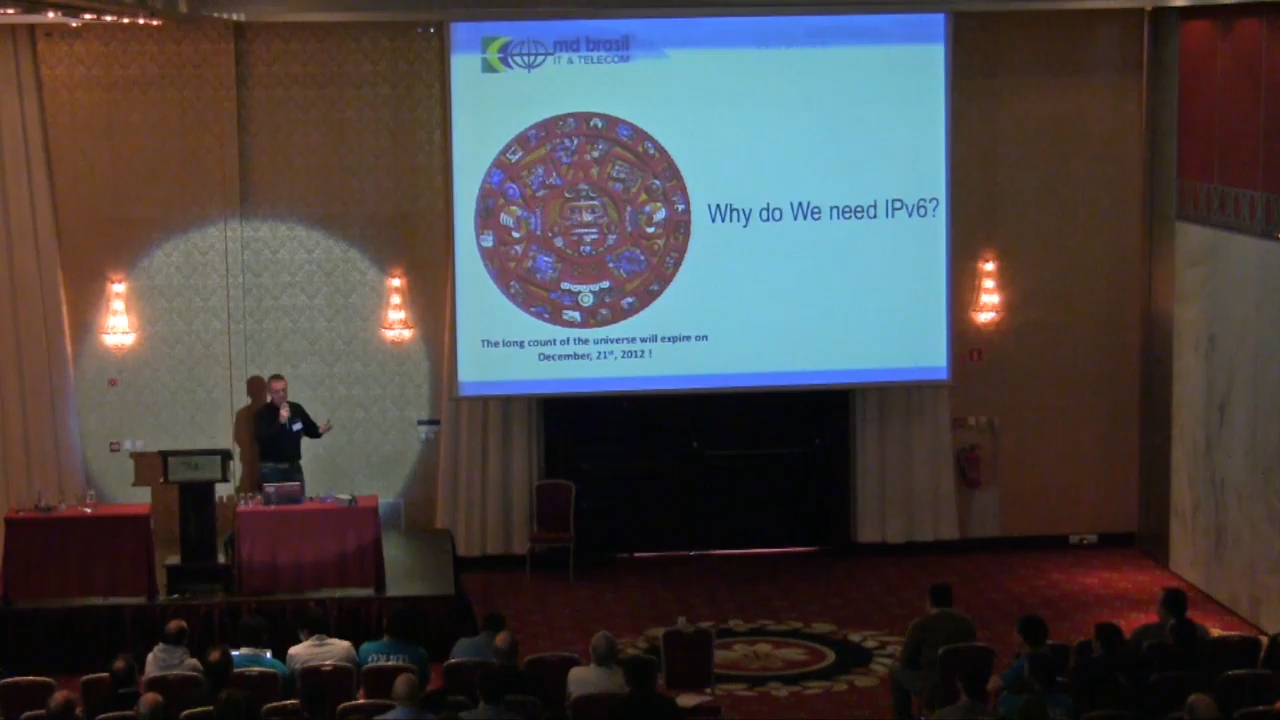 md brasil
IT & TELECOM
Why do We need IPv6?
The long count of the universe will expire on
December, 21st, 2012 !